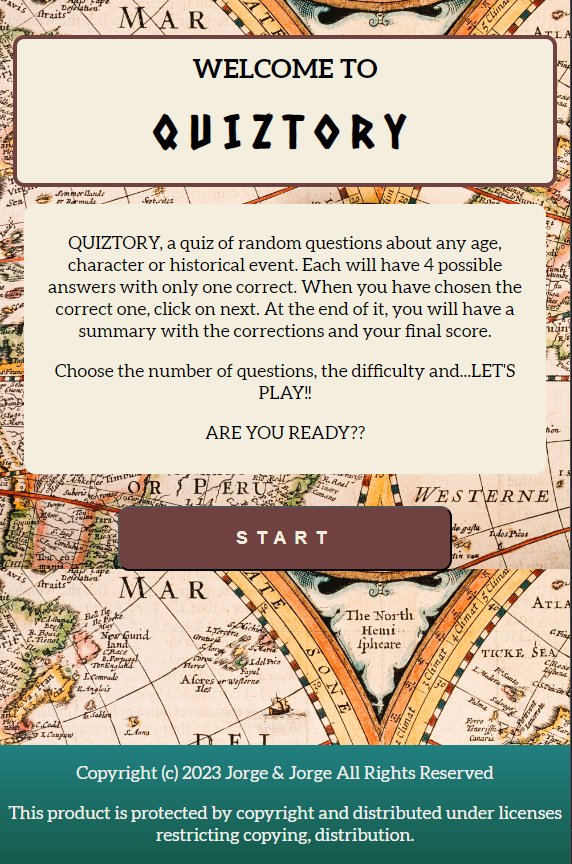 MAR
WELCOME TO
QUIZTORY
QUIZTORY, a quiz of random questions about any age,
character or historical event. Each will have 4 possible
answers with only one correct. When you have chosen the
correct one, click on next. At the end of it, you will have a
summary with the corrections and your final score.
Choose the number of questions, the difficulty and...LET'S
PLAY!!
ARE YOU READY??
OR PERU
WESTERNE
START
MAR
The North
Hemi
spheare
TICKE SEA
DEL
Copyright (c) 2023 Jorge & Jorge All Rights Reserved
This product is protected by copyright and distributed under licenses
restricting copying, distribution.